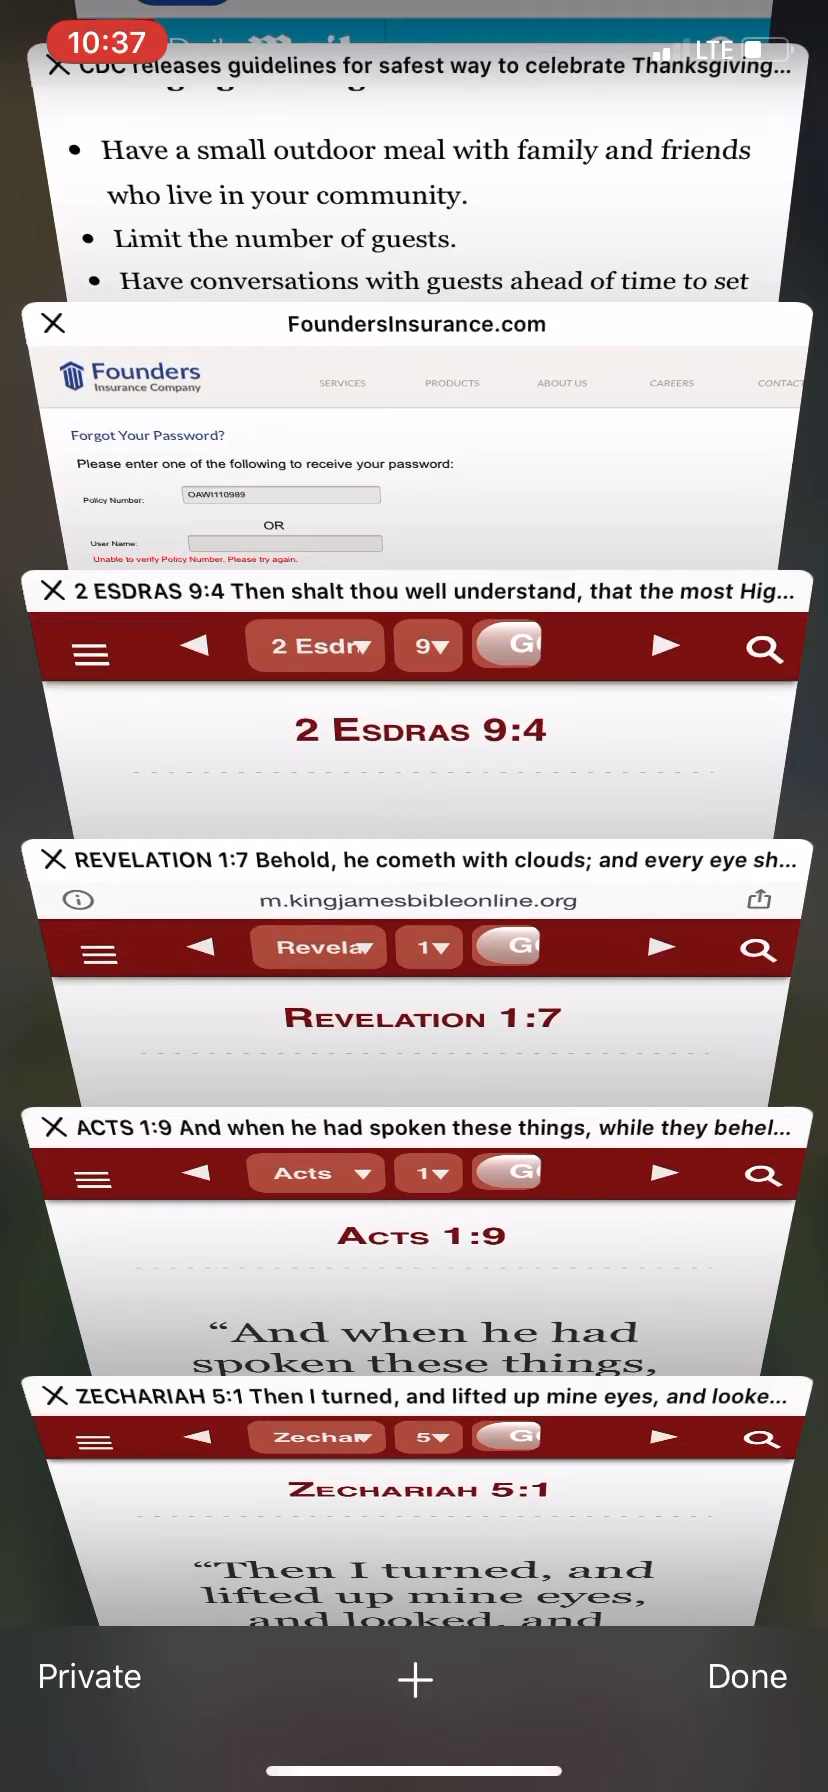 10:37
LTE
CDC releases guidelines for safest way to celebrate Thanksgiving...
• Have a small outdoor meal with family and friends
who live in your community.
• Limit the number of guests.
• Have conversations with guests ahead of time to set
FoundersInsurance.com
Founders
Insurance Company
SERVICES PRODUCTS ABOUT US CAREERS CONTACT
Forgot Your Password?
Please enter one of the following to receive your password:
Policy Number: OAWI110989
OR
User Name:
Unable to verify Policy Number. Please try again.
2 ESDRAS 9:4 Then shalt thou well understand, that the most Hig...
2 Esdr 9 G
2 ESDRAS 9:4
REVELATION 1:7 Behold, he cometh with clouds; and every eye sh...
m.kingjamesbibleonline.org
Revela 1 G
REVELATION 1:7
ACTS 1:9 And when he had spoken these things, while they behel...
Acts 1 G
ACTS 1:9
“And when he had
spoken these things,
ZECHARIAH 5:1 Then I turned, and lifted up mine eyes, and looke...
Zechar 5 G
ZECHARIAH 5:1
“Then I turned, and
lifted up mine eyes,
and looked, and
Private
Done